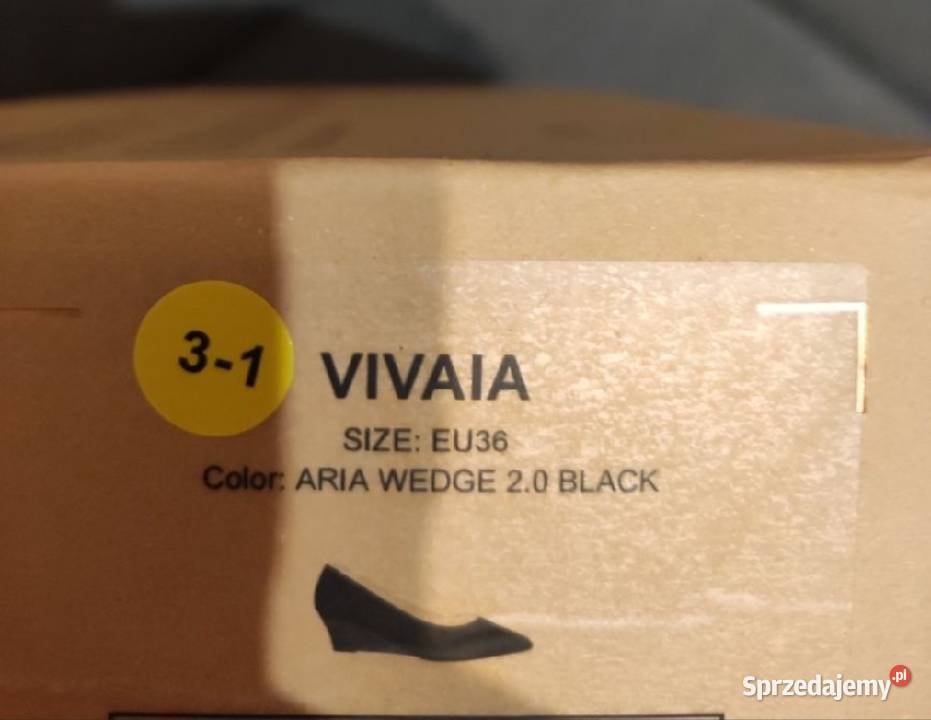 3-1
VIVAIA
SIZE: EU36
Color: ARIA WEDGE 2.0 BLACK
Sprzedajemy.pl